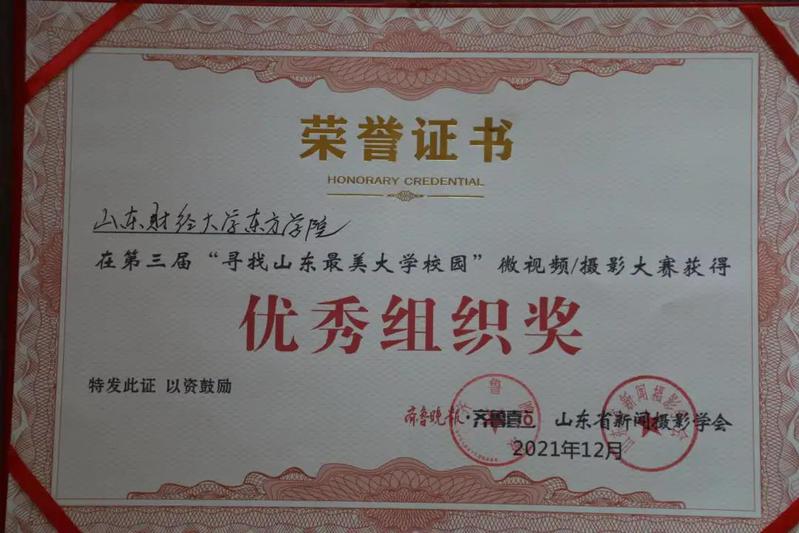 荣誉证书
HONORARY CREDENTIAL
山东财经大学东方学院
在第三届“寻找山东最美大学校园”微视频/摄影大赛获得
优秀组织奖
特发此证 以资鼓励
齐鲁晚报·齐鲁壹点 山东省新闻摄影学会
2021年12月